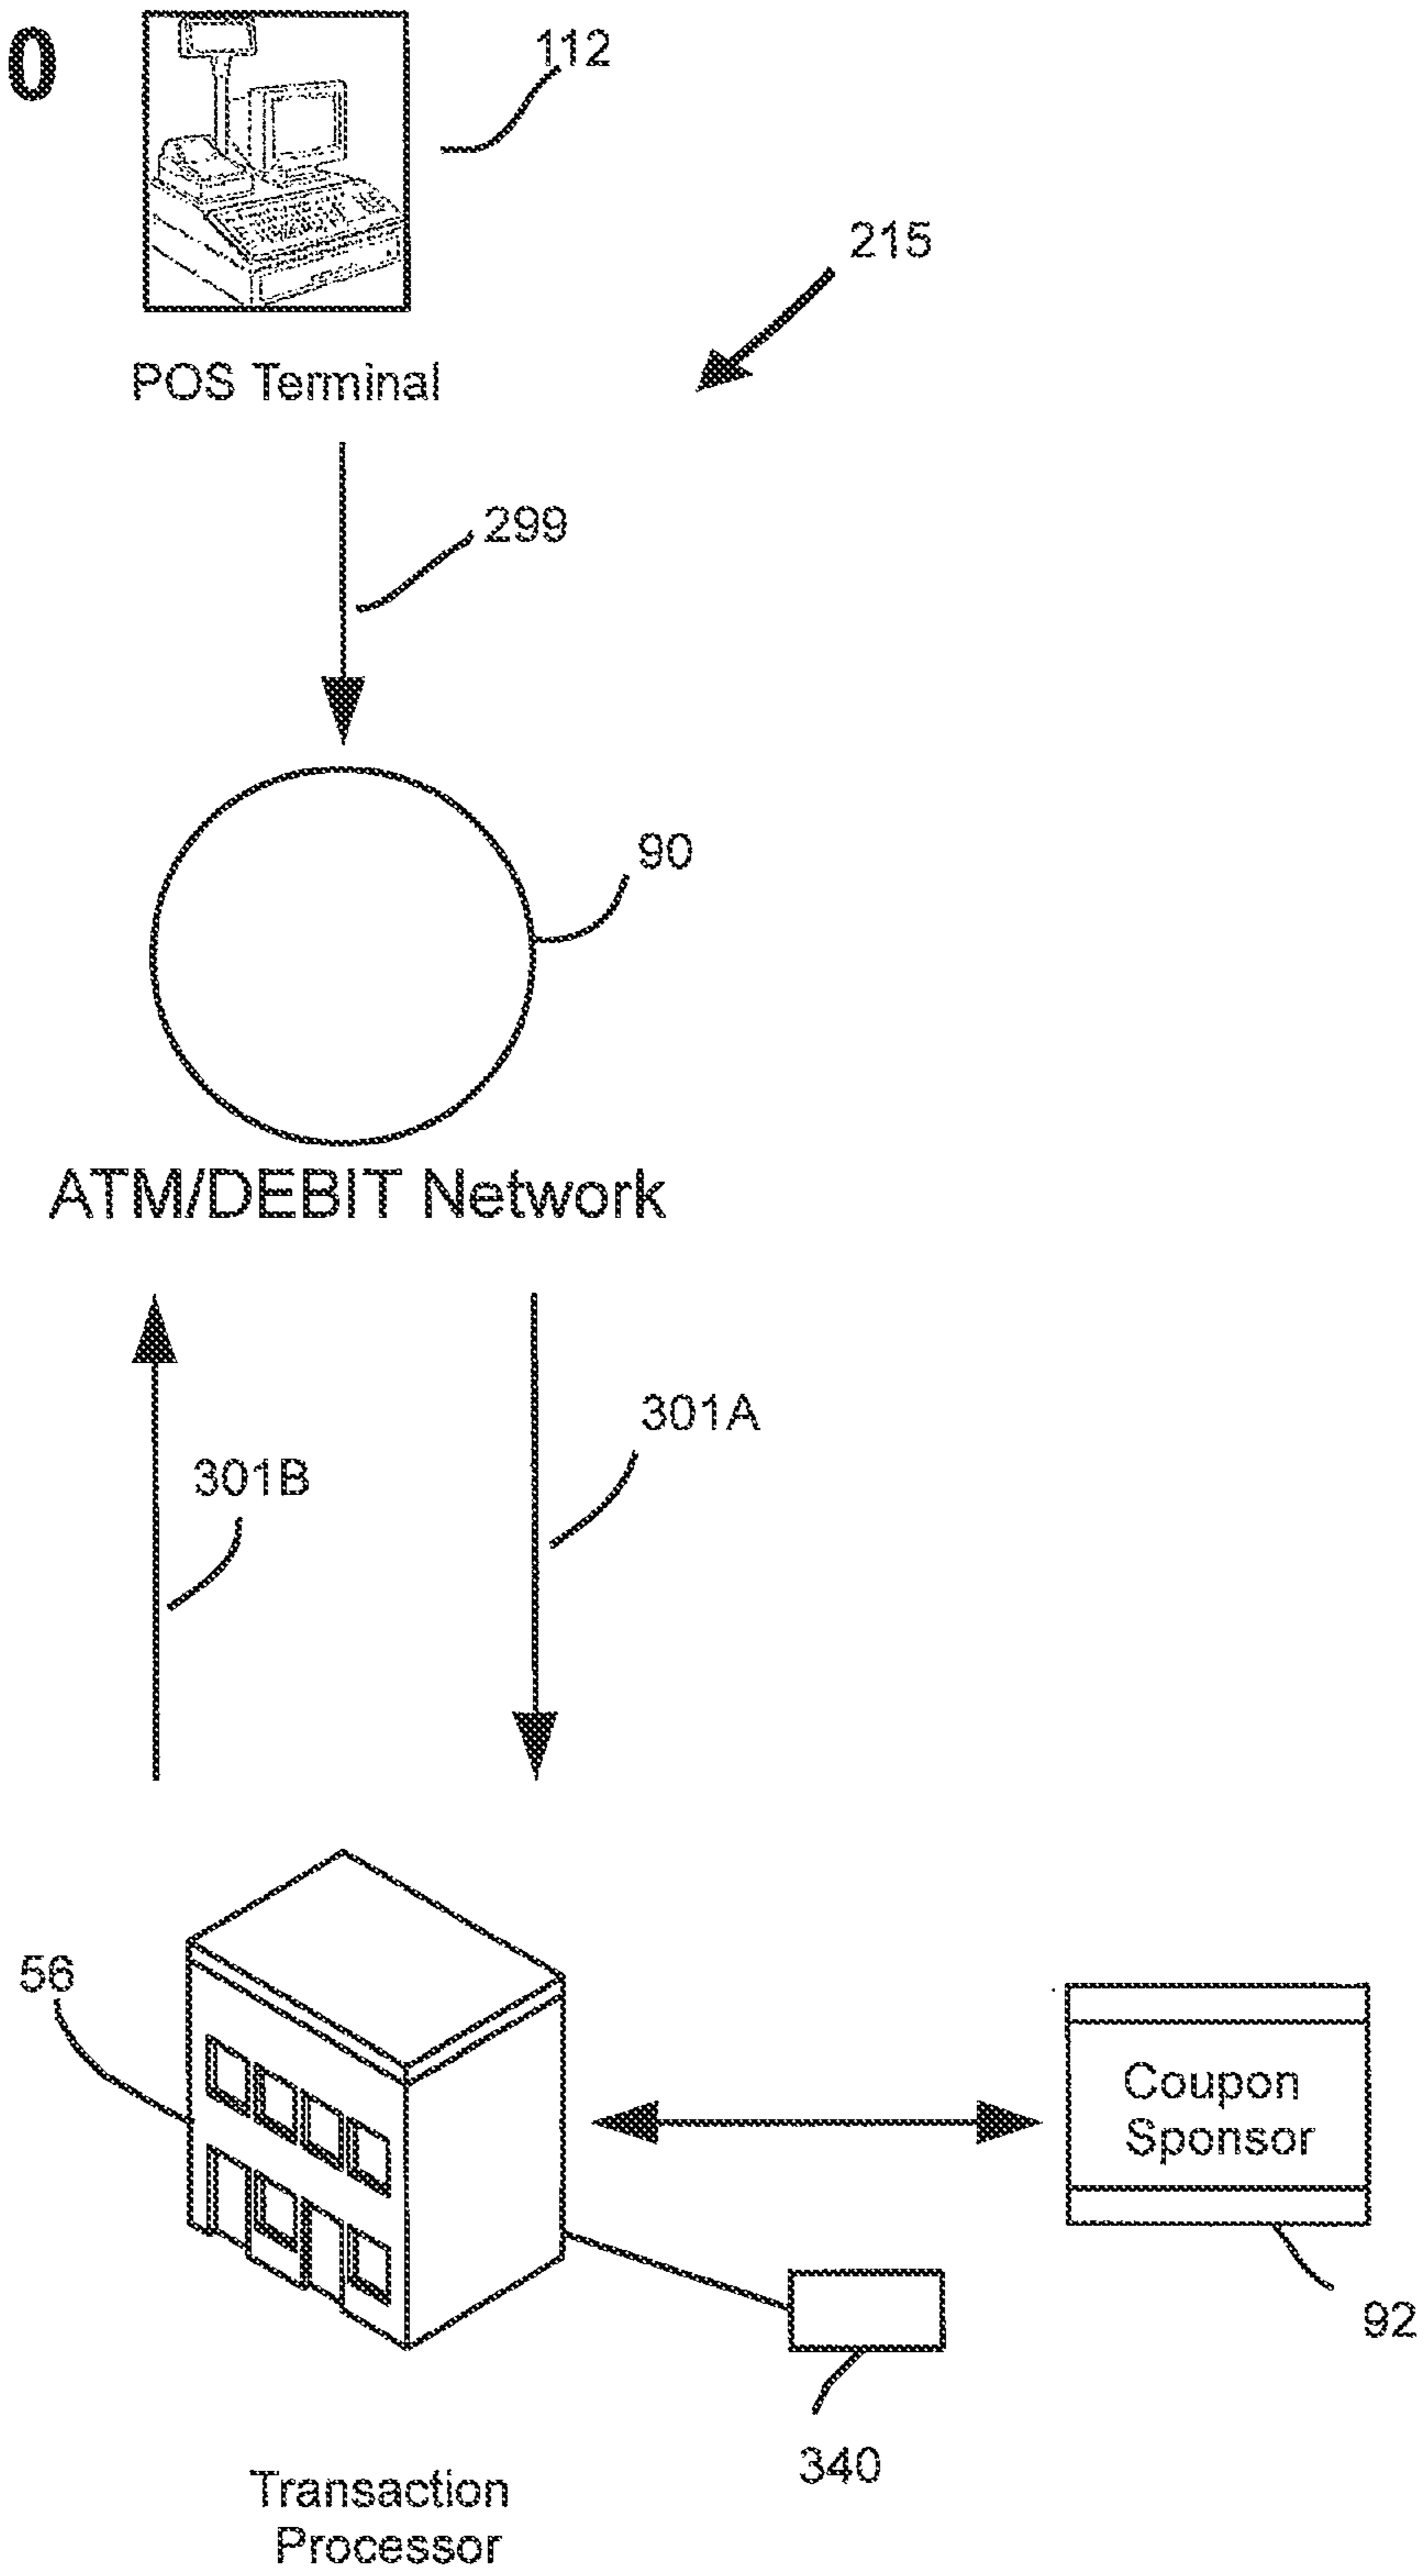 0
112
215
POS Terminal
299
90
ATM/DEBIT Network
301A
301B
56
Coupon
Sponsor
92
340
Transaction
Processor